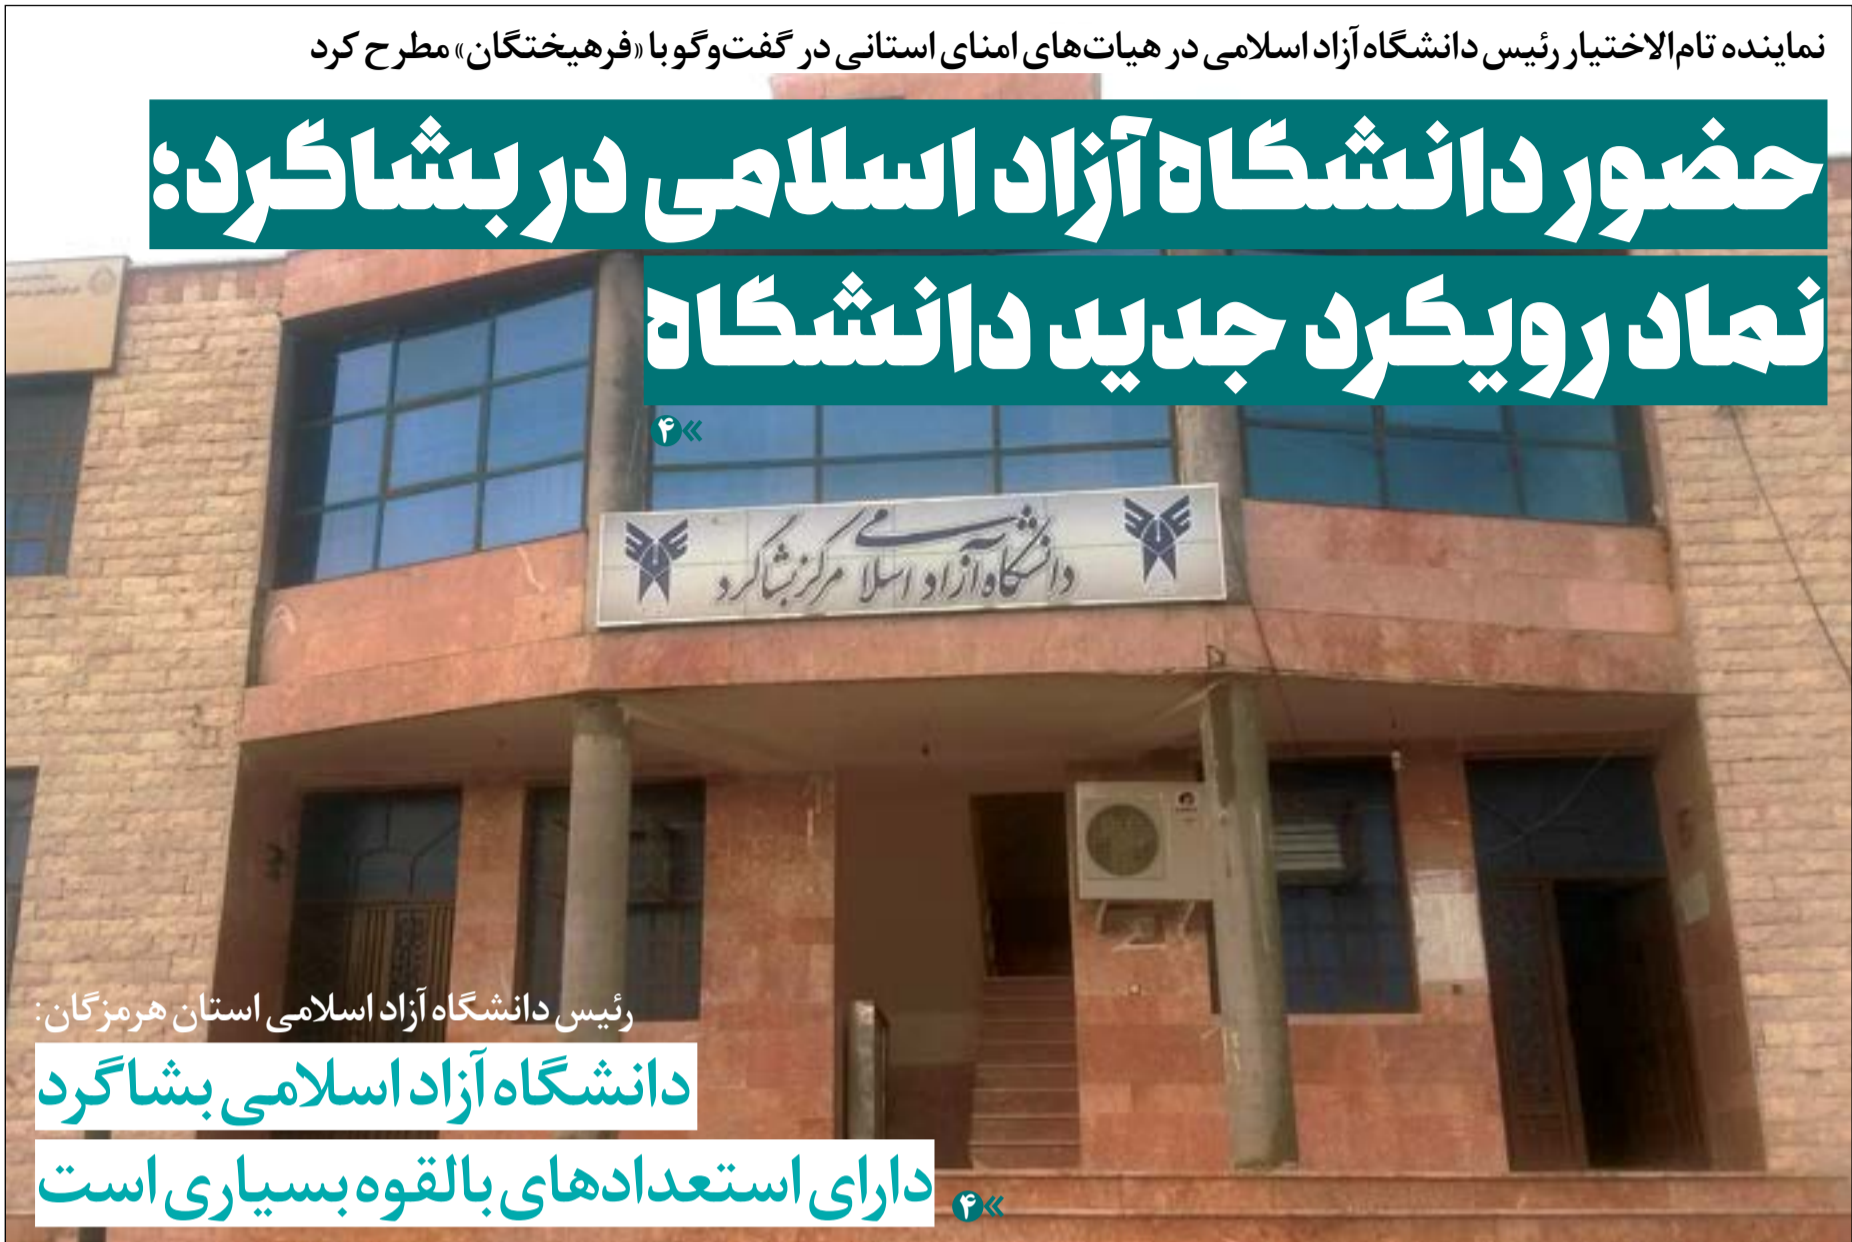 نماینده تام‌الاختیار رئیس دانشگاه آزاد اسلامی در هیات‌های امنای استانی در گفت‌وگو با «فرهیختگان» مطرح کرد
حضور دانشگاه آزاد اسلامی در بشاگرد؛
نماد رویکرد جدید دانشگاه
»۴
دانشگاه آزاد اسلامی مرکز بشاگرد
رئیس دانشگاه آزاد اسلامی استان هرمزگان:
دانشگاه آزاد اسلامی بشاگرد
دارای استعدادهای بالقوه بسیاری است
»۴